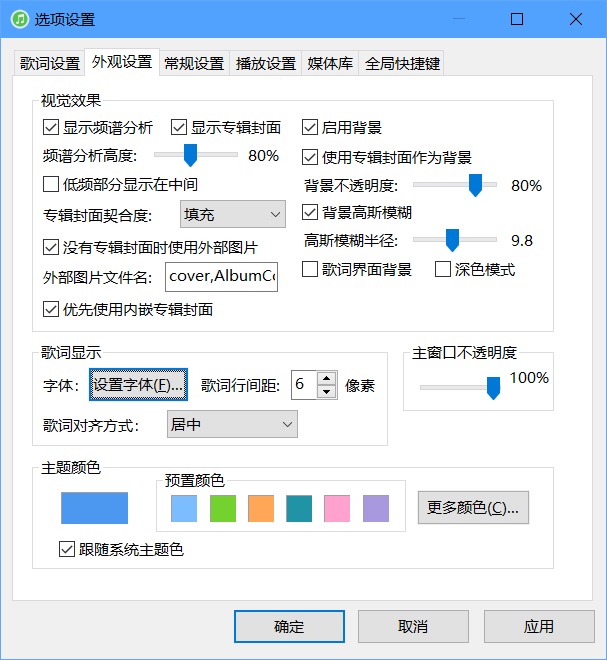 选项设置
歌词设置 外观设置 常规设置 播放设置 媒体库 全局快捷键
视觉效果
显示频谱分析 显示专辑封面 启用背景
频谱分析高度: 80% 使用专辑封面作为背景
低频部分显示在中间 背景不透明度: 80%
专辑封面契合度: 填充 背景高斯模糊
没有专辑封面时使用外部图片 高斯模糊半径: 9.8
外部图片文件名: cover,AlbumCo 歌词界面背景 深色模式
优先使用内嵌专辑封面
歌词显示 主窗口不透明度
字体: 设置字体(F)... 歌词行间距: 6 像素 100%
歌词对齐方式: 居中
主题颜色
预置颜色
更多颜色(C)...
跟随系统主题色
确定 取消 应用